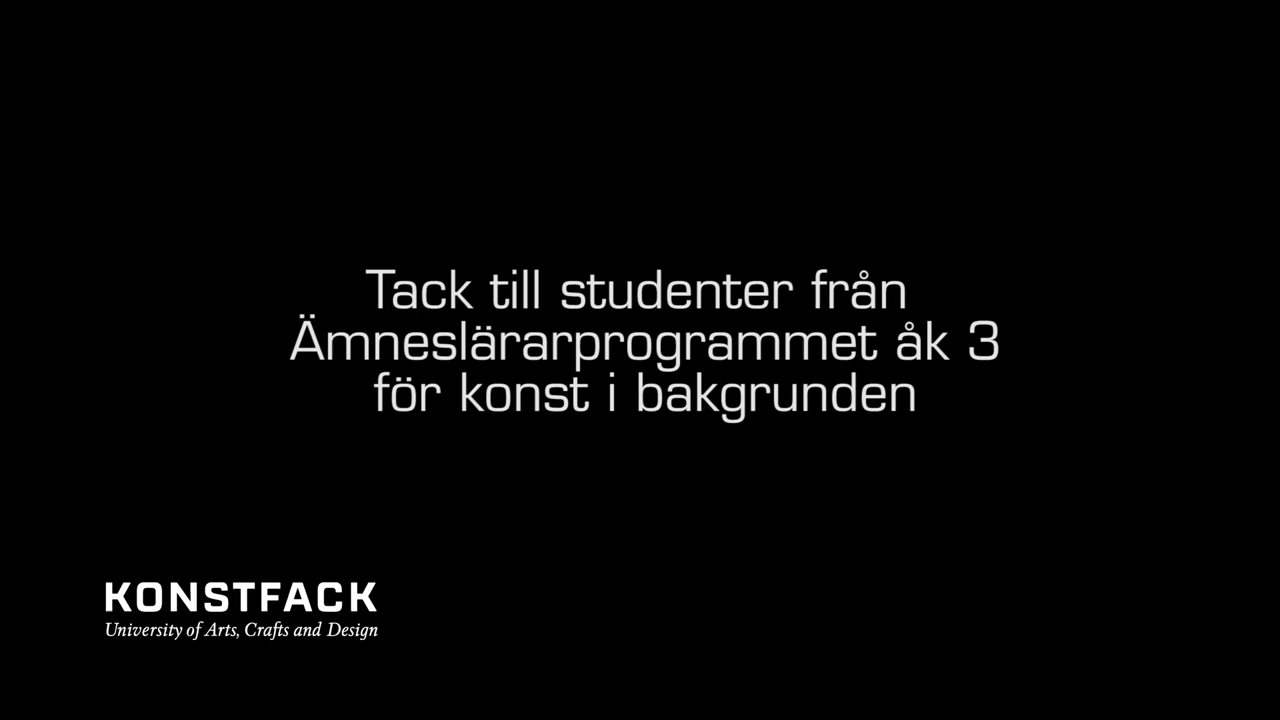 Tack till studenter från
Ämneslärarprogrammet åk 3
för konst i bakgrunden
KONSTFACK
University of Arts, Crafts and Design